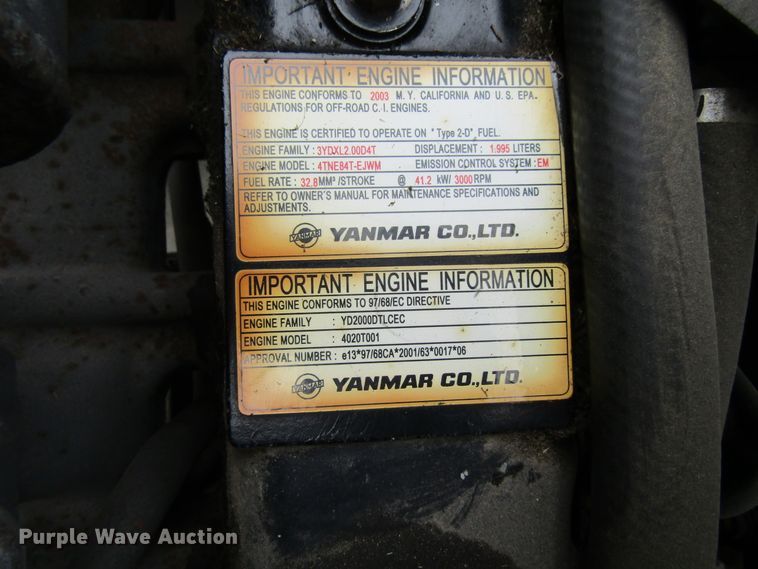 IMPORTANT ENGINE INFORMATION
THIS ENGINE CONFORMS TO 2003 M.Y. CALIFORNIA AND U.S. EPA
REGULATIONS FOR OFF-ROAD C.I. ENGINES.
THIS ENGINE IS CERTIFIED TO OPERATE ON "Type 2-D" FUEL.
ENGINE FAMILY : 3YDXL2.00D4T DISPLACEMENT : 1.995 LITERS
ENGINE MODEL : 4TNE84T-EJWM EMISSION CONTROL SYSTEM : EM
FUEL RATE : 32.8 MM³/STROKE @ 41.2 kW/ 3000 RPM
REFER TO OWNER'S MANUAL FOR MAINTENANCE SPECIFICATIONS AND
ADJUSTMENTS.
YANMAR YANMAR CO.,LTD.
IMPORTANT ENGINE INFORMATION
THIS ENGINE CONFORMS TO 97/68/EC DIRECTIVE
ENGINE FAMILY : YD2000DTLCEC
ENGINE MODEL : 4020T001
APPROVAL NUMBER : e13*97/68CA*2001/63*0017*06
YANMAR YANMAR CO.,LTD.
Purple Wave Auction